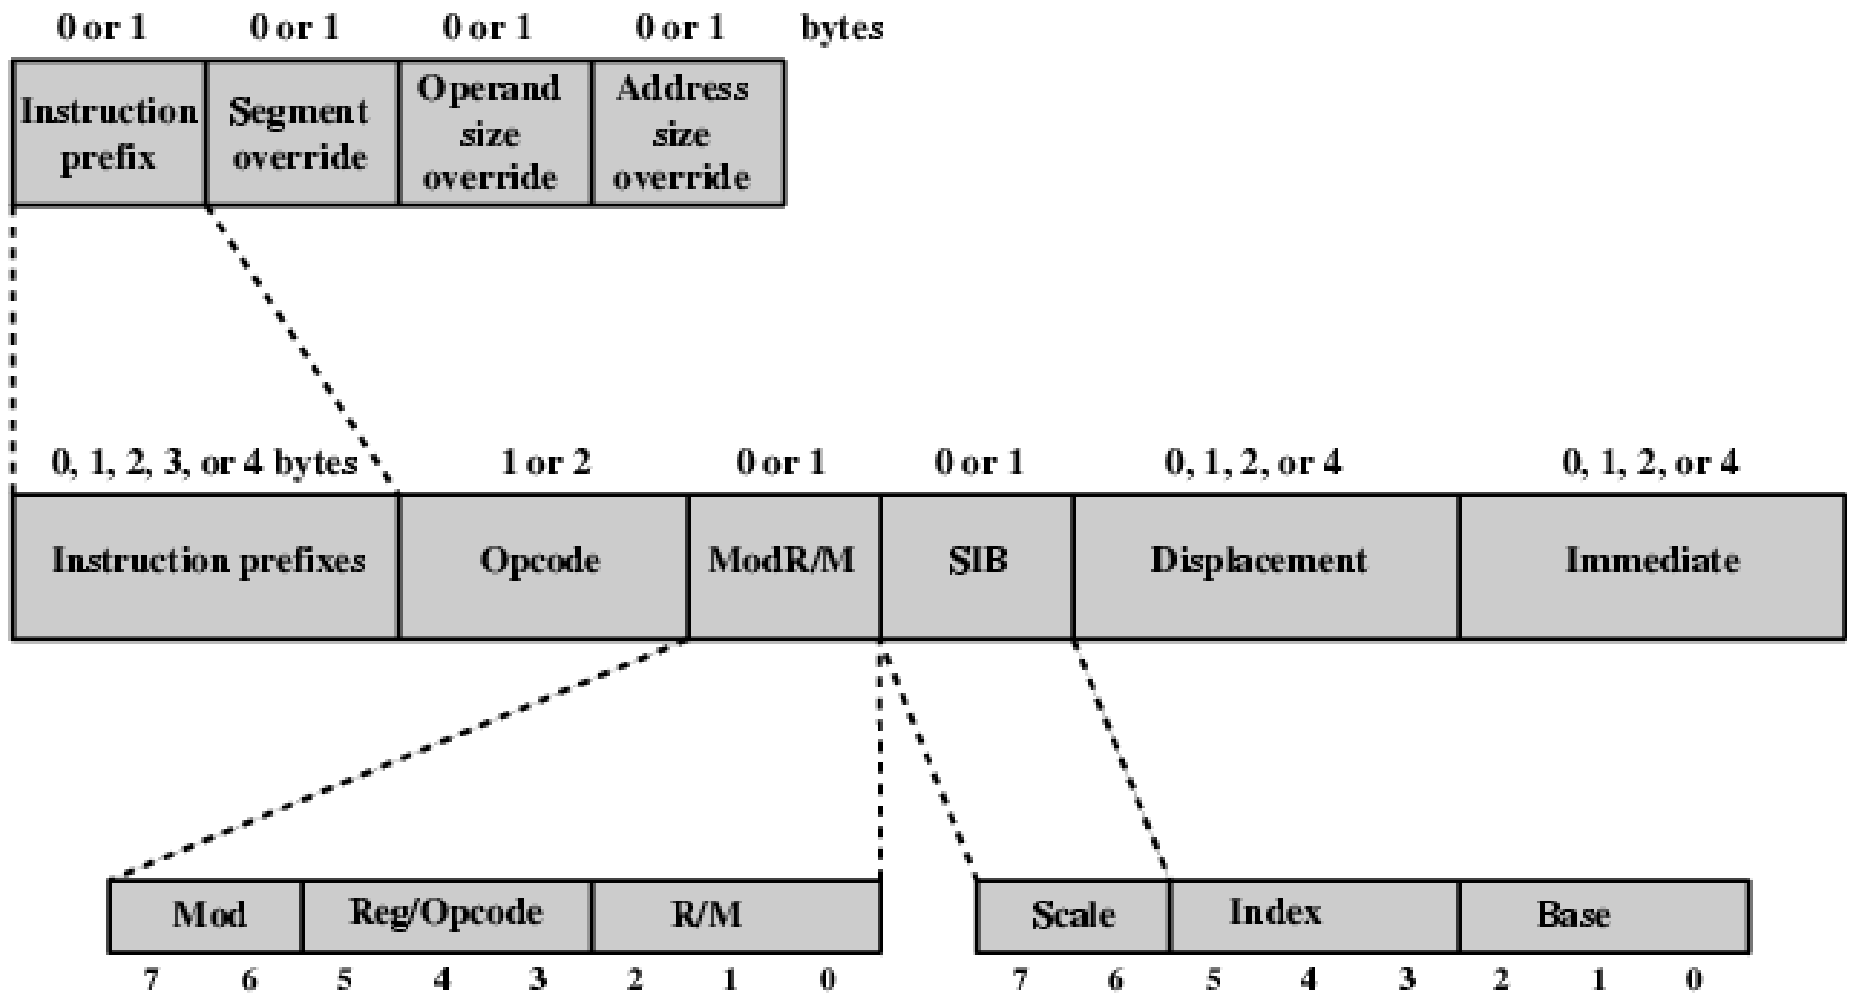 0 or 1 0 or 1 0 or 1 0 or 1 bytes
Instruction prefix
Segment override
Operand size override
Address size override
0, 1, 2, 3, or 4 bytes 1 or 2 0 or 1 0 or 1 0, 1, 2, or 4 0, 1, 2, or 4
Instruction prefixes Opcode ModR/M SIB Displacement Immediate
Mod Reg/Opcode R/M Scale Index Base
7 6 5 4 3 2 1 0 7 6 5 4 3 2 1 0